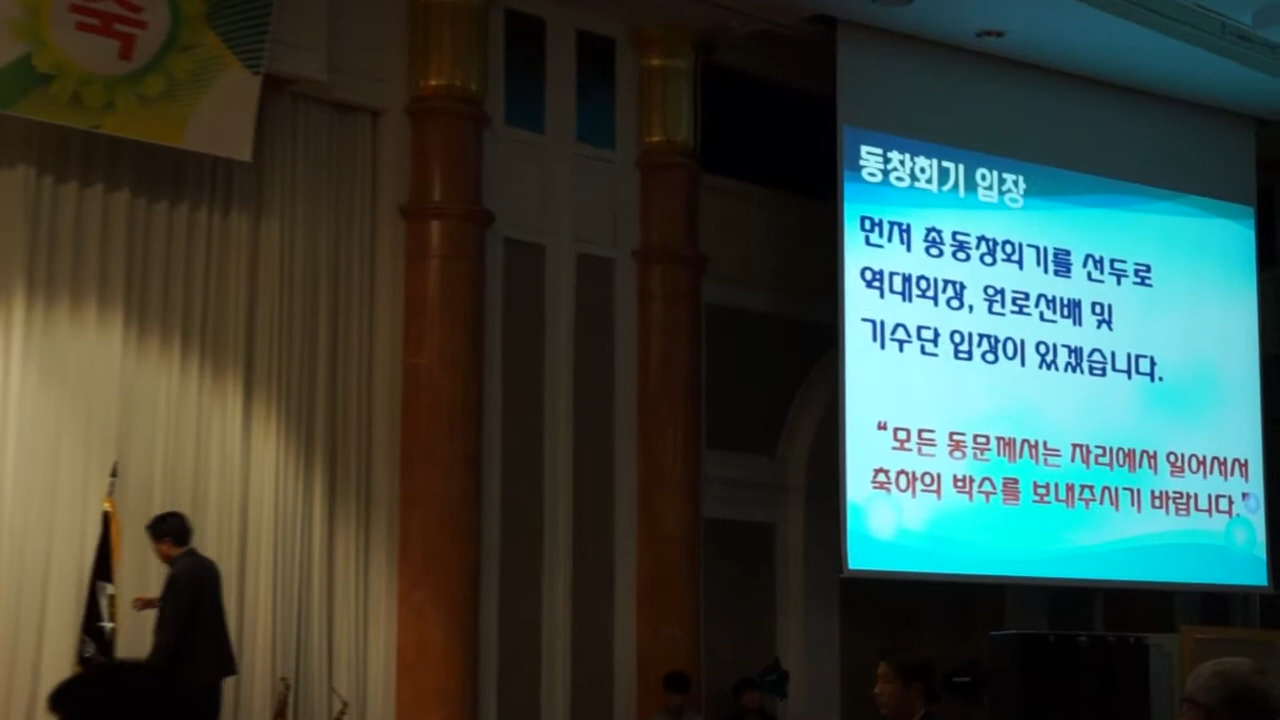 숙
동창회기 입장
먼저 총동창회기를 선두로
역대회장, 원로선배 및
기수단 입장이 있겠습니다.
“모든 동문께서는 자리에서 일어서서
축하의 박수를 보내주시기 바랍니다.”